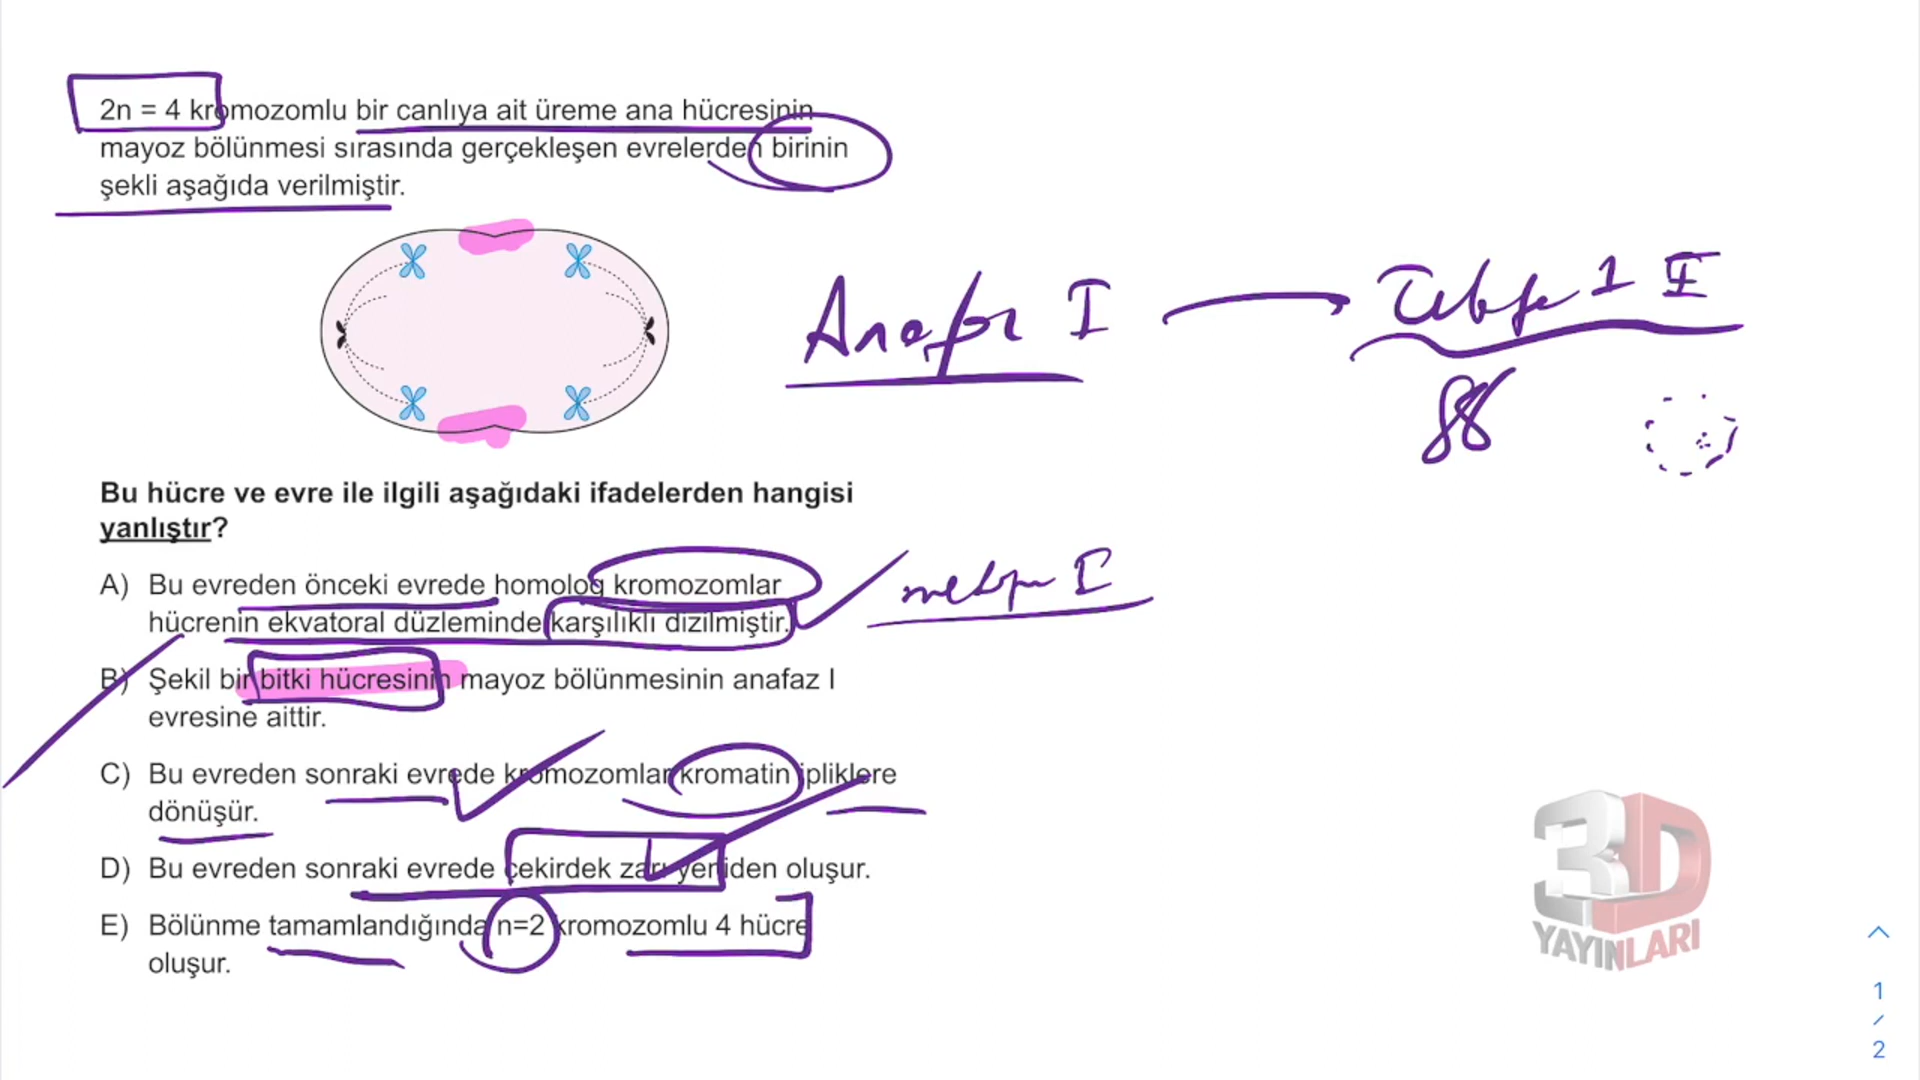 2n = 4 kromozomlu bir canlıya ait üreme ana hücresinin
mayoz bölünmesi sırasında gerçekleşen evrelerden birinin
şekli aşağıda verilmiştir.
Anafaz I
I
Bu hücre ve evre ile ilgili aşağıdaki ifadelerden hangisi
yanlıştır?
A) Bu evreden önceki evrede homolog kromozomlar
hücrenin ekvatoral düzleminde karşılıklı dizilmiştir.
metafaz I
B) Şekil bir bitki hücresinin mayoz bölünmesinin anafaz I
evresine aittir.
C) Bu evreden sonraki evrede kromozomlar kromatin ipliklere
dönüşür.
D) Bu evreden sonraki evrede çekirdek zarı yeniden oluşur.
E) Bölünme tamamlandığında n=2 kromozomlu 4 hücre
oluşur.
3D
YAYINLARI
1
/
2